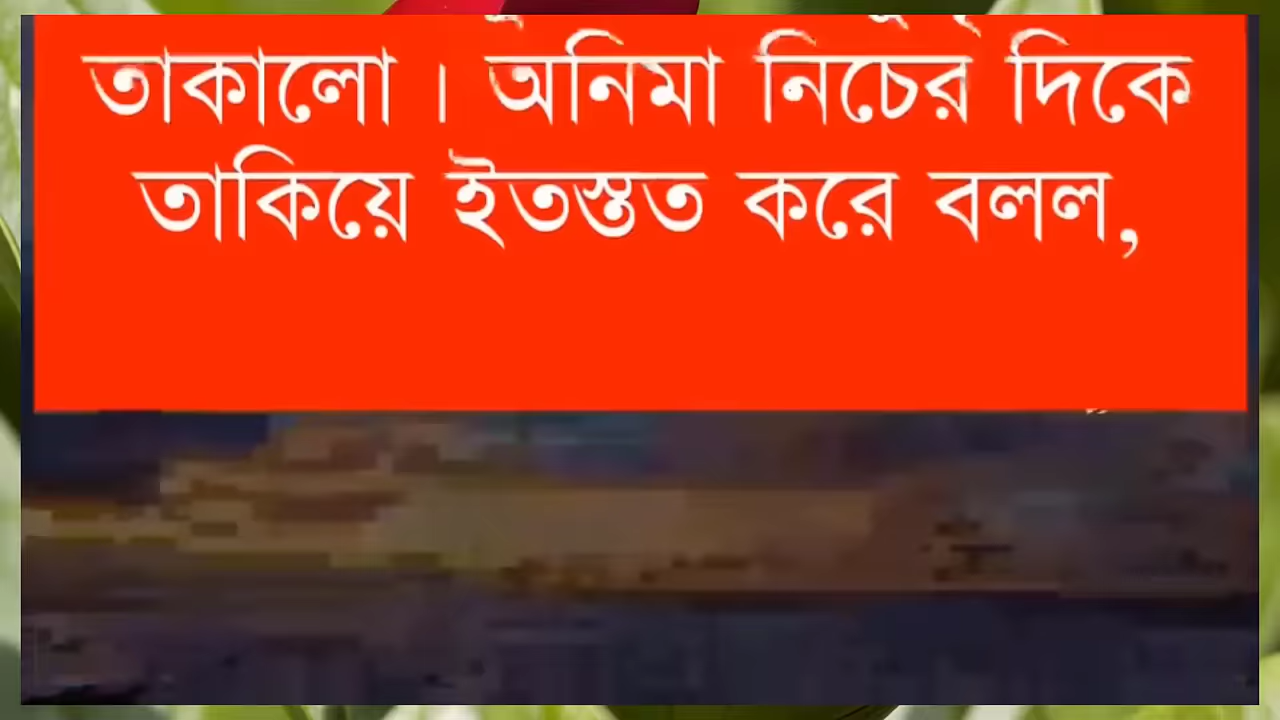 তাকালো। অনিমা নিচের দিকে
তাকিয়ে ইতস্তত করে বলল,